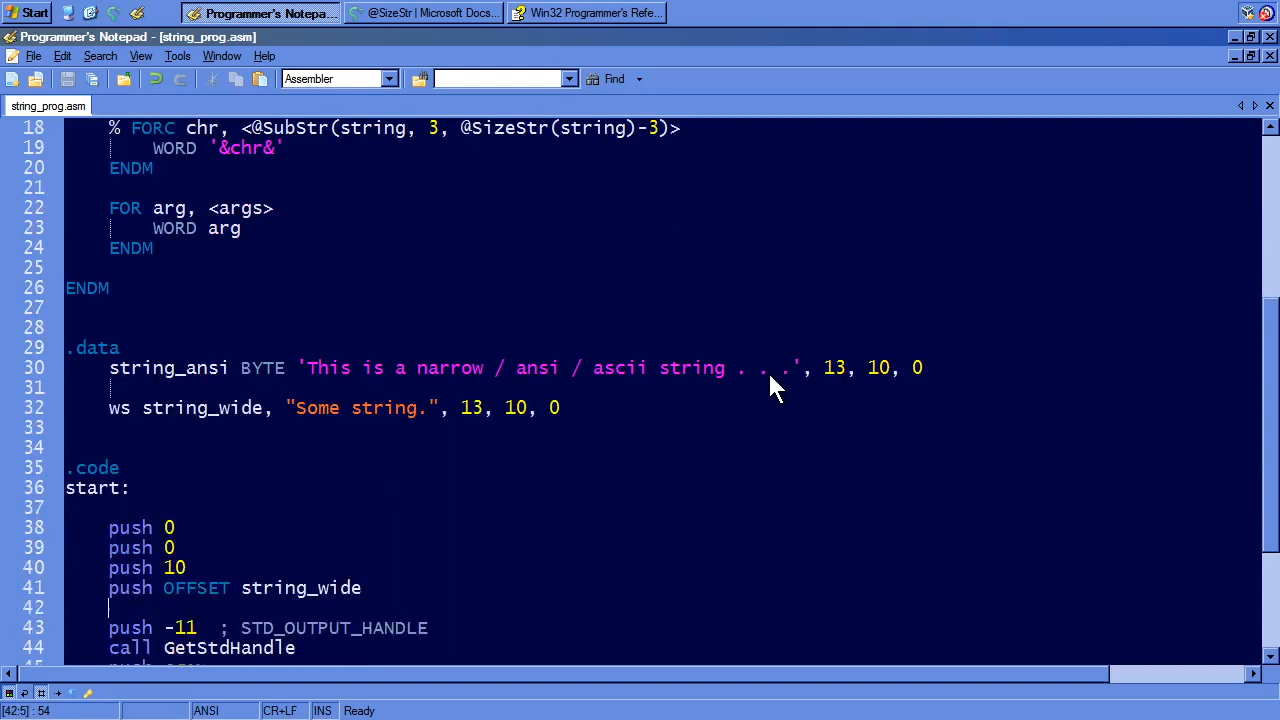 Start Programmer's Notepa... @SizeStr | Microsoft Docs... Win32 Programmer's Refe...
Programmer's Notepad - [string_prog.asm]
File Edit Search View Tools Window Help
Assembler Find
string_prog.asm
18 % FORC chr, <@SubStr(string, 3, @SizeStr(string)-3)>
19 WORD '&chr&'
20 ENDM
21
22 FOR arg, <args>
23 WORD arg
24 ENDM
25
26 ENDM
27
28
29 .data
30 string_ansi BYTE 'This is a narrow / ansi / ascii string . . .', 13, 10, 0
31
32 ws string_wide, "Some string.", 13, 10, 0
33
34
35 .code
36 start:
37
38 push 0
39 push 0
40 push 10
41 push OFFSET string_wide
42
43 push -11 ; STD_OUTPUT_HANDLE
44 call GetStdHandle
[42:5] : 54 ANSI CR+LF INS Ready